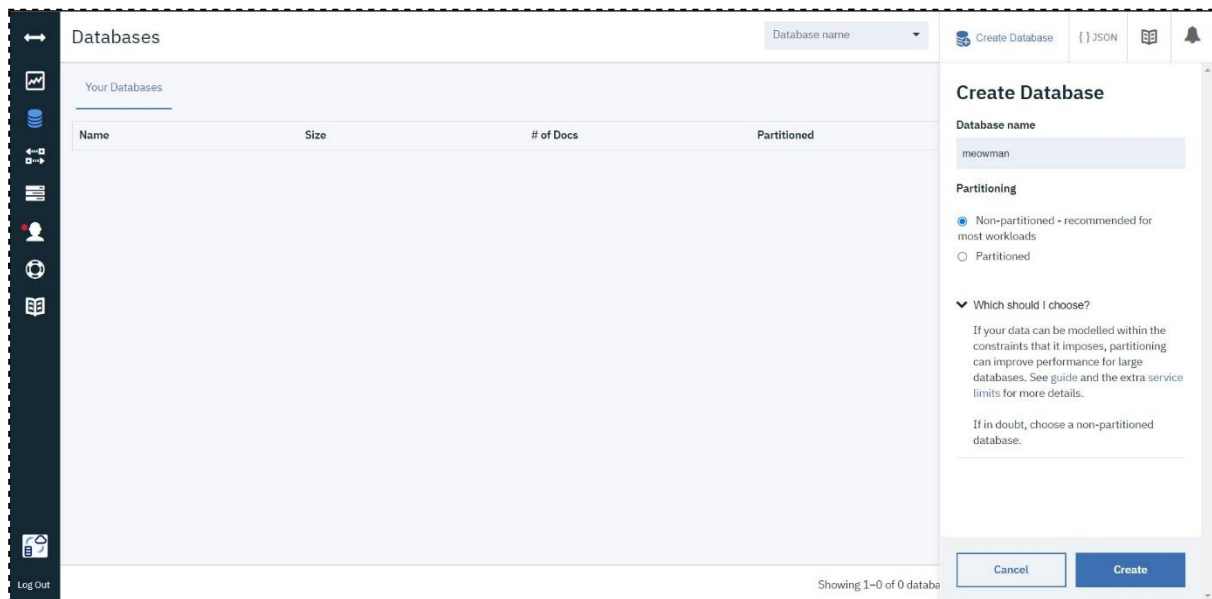 Databases
Database name
Create Database
{ } JSON
Your Databases
Name Size # of Docs Partitioned
Create Database
Database name
meowman
Partitioning
Non-partitioned - recommended for
most workloads
Partitioned
Which should I choose?
If your data can be modelled within the
constraints that it imposes, partitioning
can improve performance for large
databases. See guide and the extra service
limits for more details.
If in doubt, choose a non-partitioned
database.
Cancel
Create
Log Out
Showing 1–0 of 0 databa